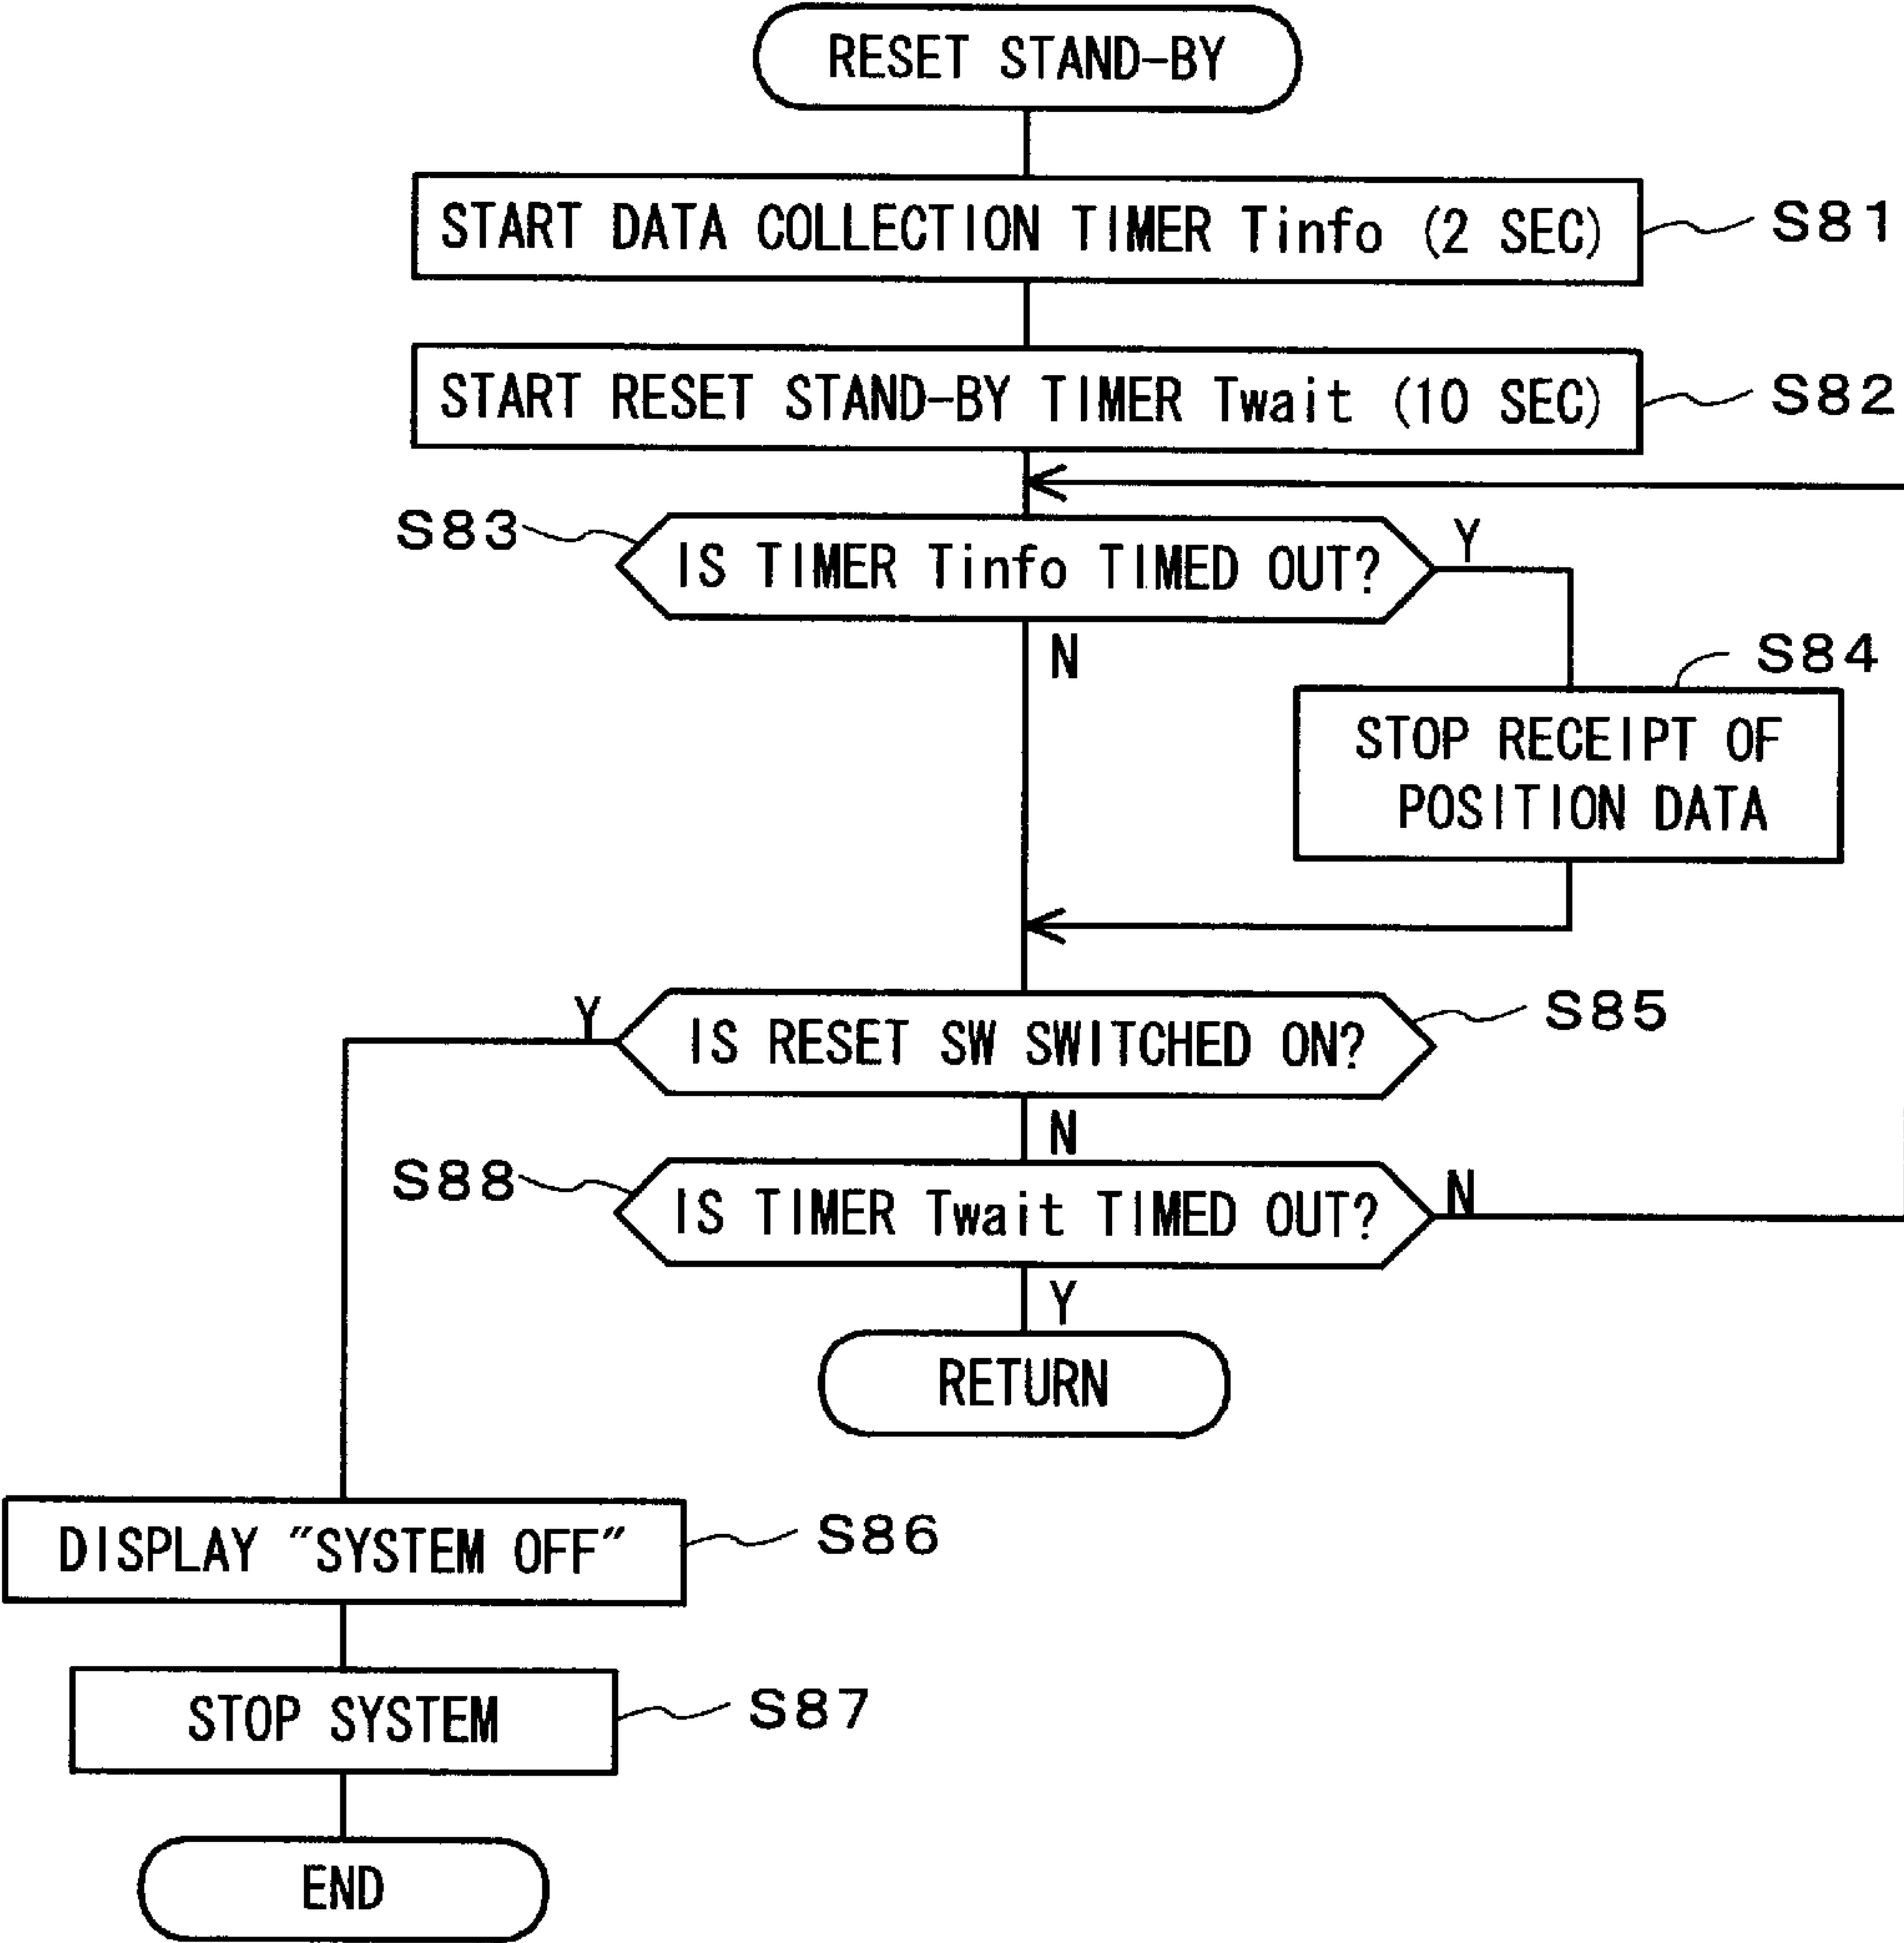 RESET STAND-BY
START DATA COLLECTION TIMER Tinfo (2 SEC)
S81
START RESET STAND-BY TIMER Twait (10 SEC)
S82
S83
IS TIMER Tinfo TIMED OUT?
Y
N
S84
STOP RECEIPT OF
POSITION DATA
Y
IS RESET SW SWITCHED ON?
S85
N
S88
IS TIMER Twait TIMED OUT?
N
Y
RETURN
DISPLAY "SYSTEM OFF"
S86
STOP SYSTEM
S87
END